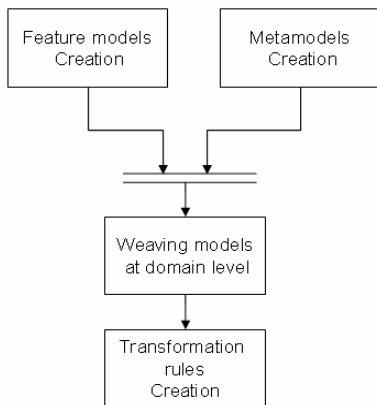 Feature models
Creation
Metamodels
Creation
Weaving models
at domain level
Transformation
rules
Creation